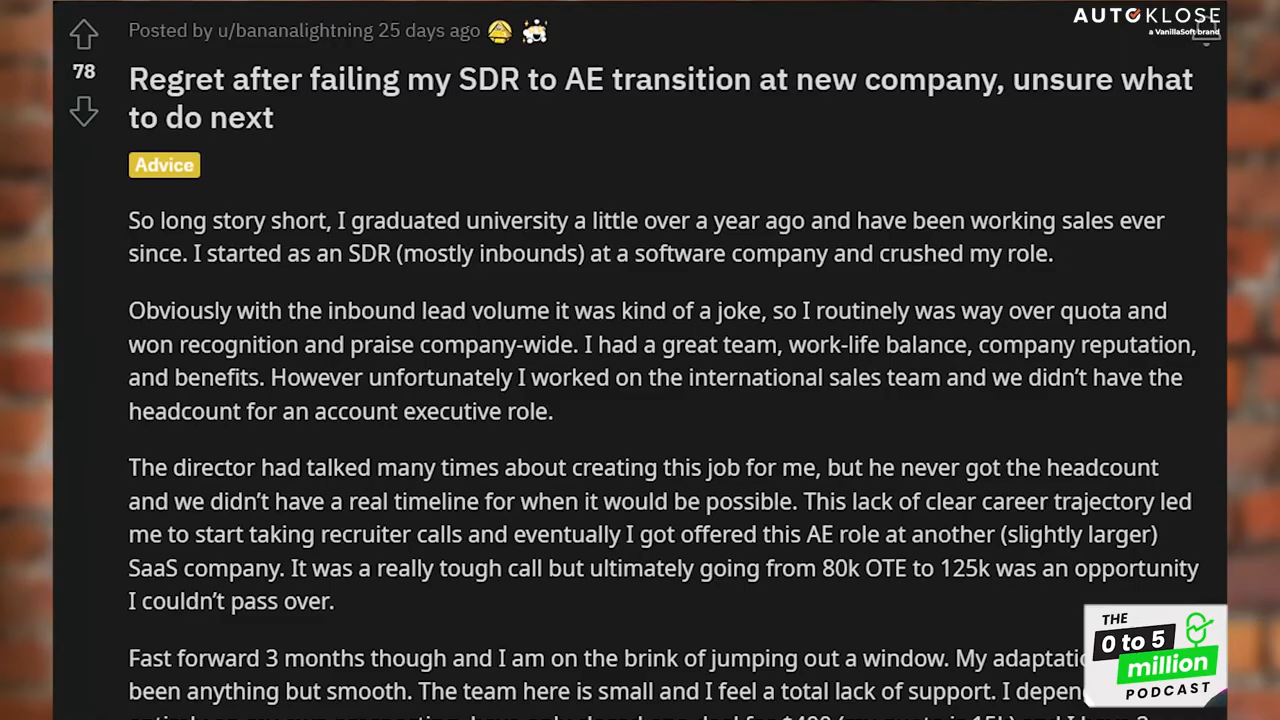 AUTOKLOSE
a VanillaSoft brand
Posted by u/bananalightning 25 days ago
78
Regret after failing my SDR to AE transition at new company, unsure what
to do next
Advice
So long story short, I graduated university a little over a year ago and have been working sales ever
since. I started as an SDR (mostly inbounds) at a software company and crushed my role.
Obviously with the inbound lead volume it was kind of a joke, so I routinely was way over quota and
won recognition and praise company-wide. I had a great team, work-life balance, company reputation,
and benefits. However unfortunately I worked on the international sales team and we didn’t have the
headcount for an account executive role.
The director had talked many times about creating this job for me, but he never got the headcount
and we didn’t have a real timeline for when it would be possible. This lack of clear career trajectory led
me to start taking recruiter calls and eventually I got offered this AE role at another (slightly larger)
SaaS company. It was a really tough call but ultimately going from 80k OTE to 125k was an opportunity
I couldn’t pass over.
Fast forward 3 months though and I am on the brink of jumping out a window. My
been anything but smooth. The team here is small and I feel a total lack of support. I
THE
0 to 5
million
PODCAST